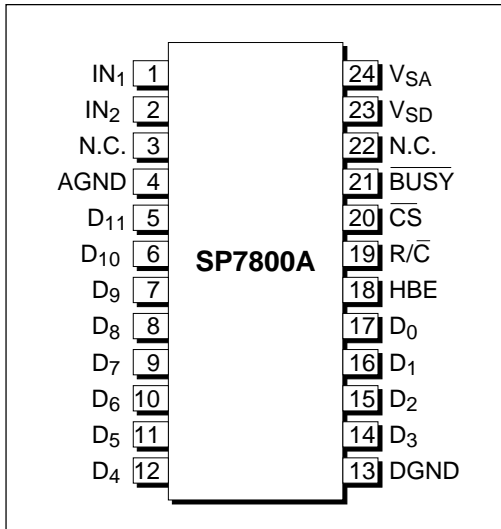 IN1 1 24 VSA
IN2 2 23 VSD
N.C. 3 22 N.C.
AGND 4 21 B̅U̅S̅Y̅
D11 5 20 C̅S̅
D10 6 SP7800A 19 R/C̅
D9 7 18 HBE
D8 8 17 D0
D7 9 16 D1
D6 10 15 D2
D5 11 14 D3
D4 12 13 DGND